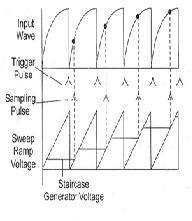 Input
Wave
Trigger
Pulse
Sampling
Pulse
Sweep
Ramp
Voltage
Staircase
Generator Voltage